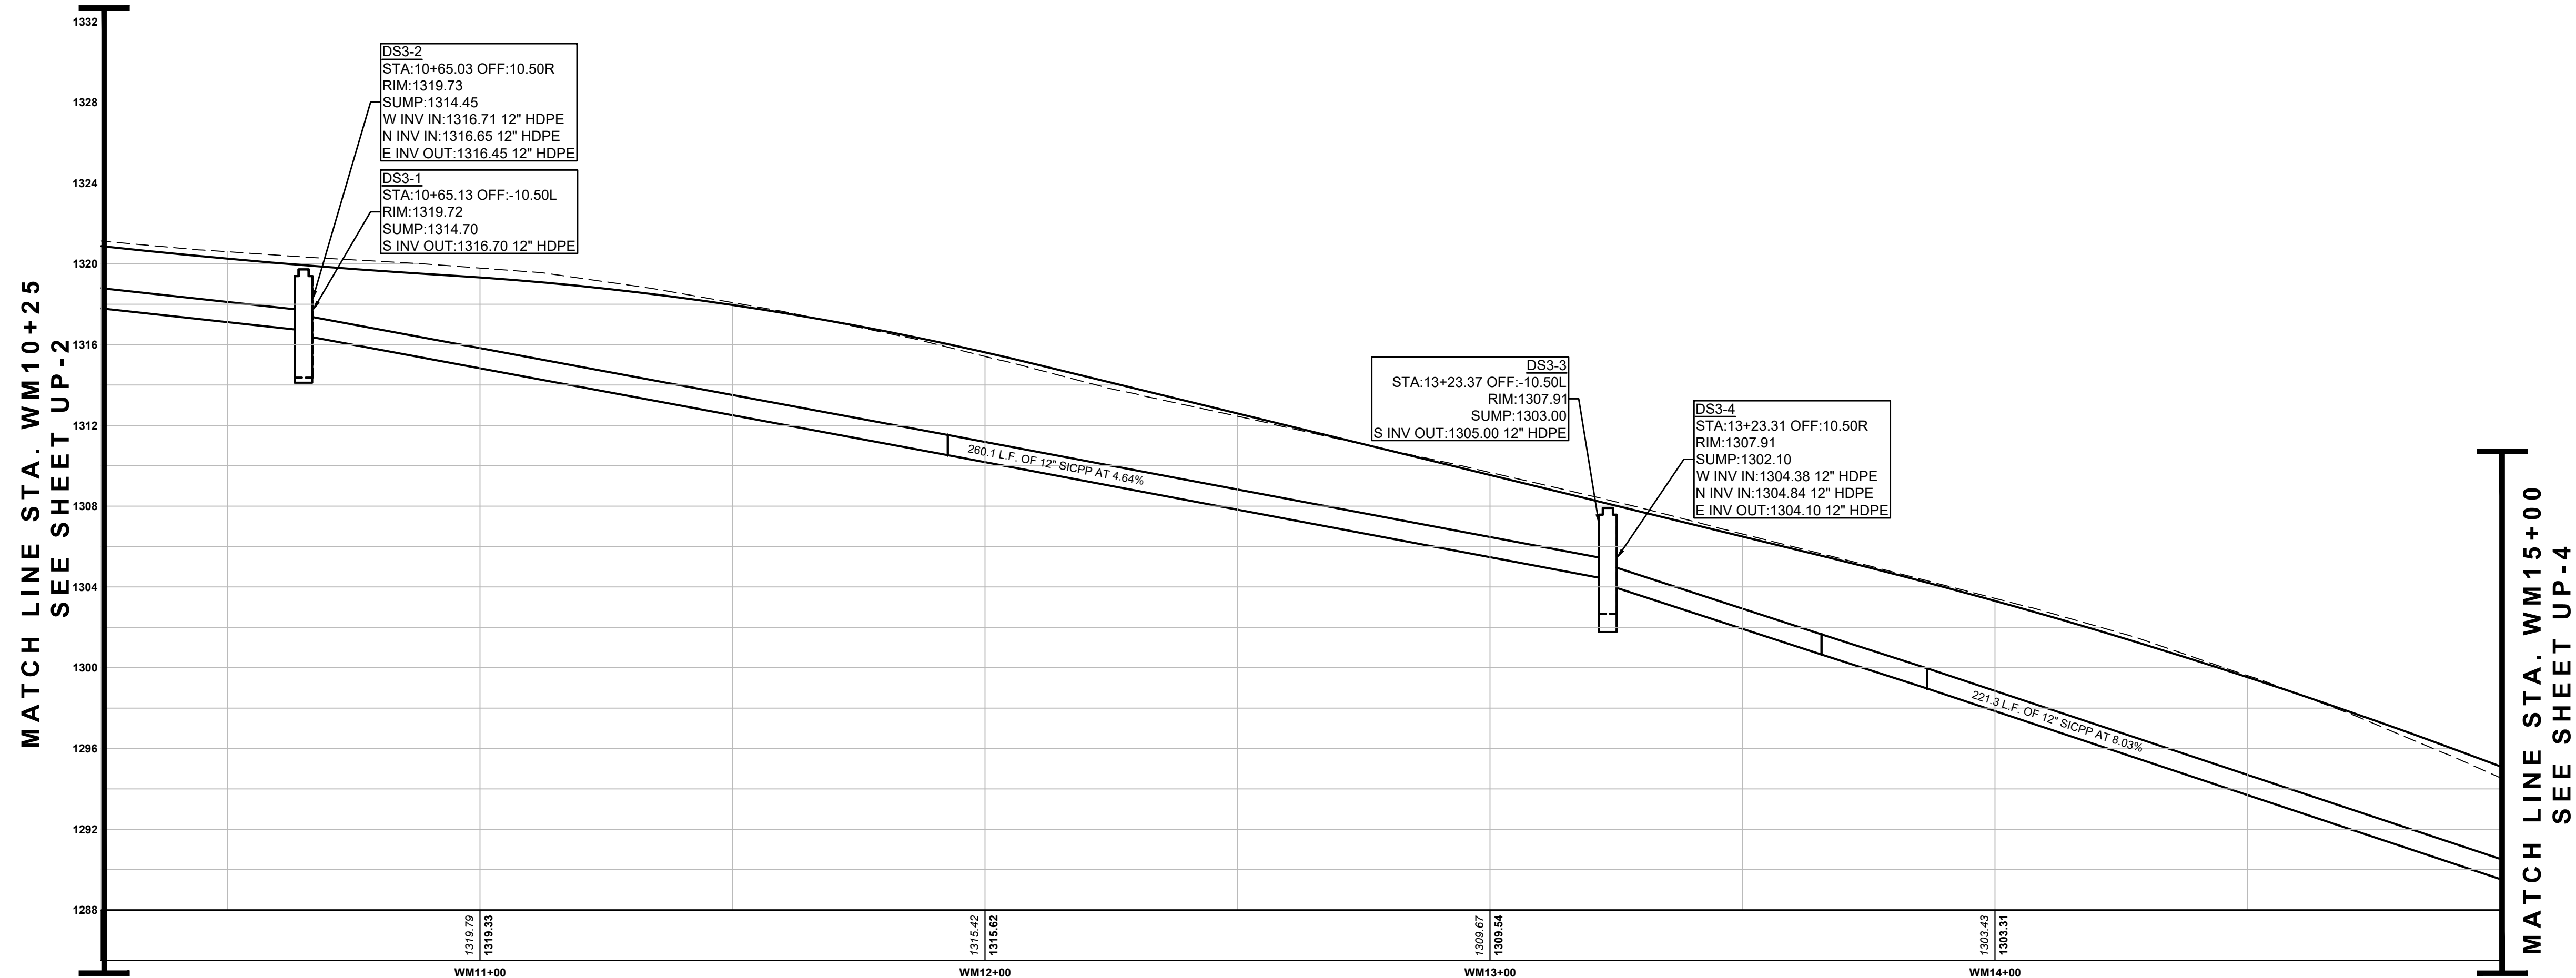 MATCH LINE STA. WM10+25
SEE SHEET UP-2
1332
1328
1324
1320
1316
1312
1308
1304
1300
1296
1292
1288
DS3-2
STA:10+65.03 OFF:10.50R
RIM:1319.73
SUMP:1314.45
W INV IN:1316.71 12" HDPE
N INV IN:1316.65 12" HDPE
E INV OUT:1316.45 12" HDPE
DS3-1
STA:10+65.13 OFF:-10.50L
RIM:1319.72
SUMP:1314.70
S INV OUT:1316.70 12" HDPE
260.1 L.F. OF 12" SICPP AT 4.64%
DS3-3
STA:13+23.37 OFF:-10.50L
RIM:1307.91
SUMP:1303.00
S INV OUT:1305.00 12" HDPE
DS3-4
STA:13+23.31 OFF:10.50R
RIM:1307.91
SUMP:1302.10
W INV IN:1304.38 12" HDPE
N INV IN:1304.84 12" HDPE
E INV OUT:1304.10 12" HDPE
221.3 L.F. OF 12" SICPP AT 8.03%
1319.79
1319.33
1315.42
1315.62
1309.67
1309.54
1303.43
1303.31
WM11+00
WM12+00
WM13+00
WM14+00
MATCH LINE STA. WM15+00
SEE SHEET UP-4